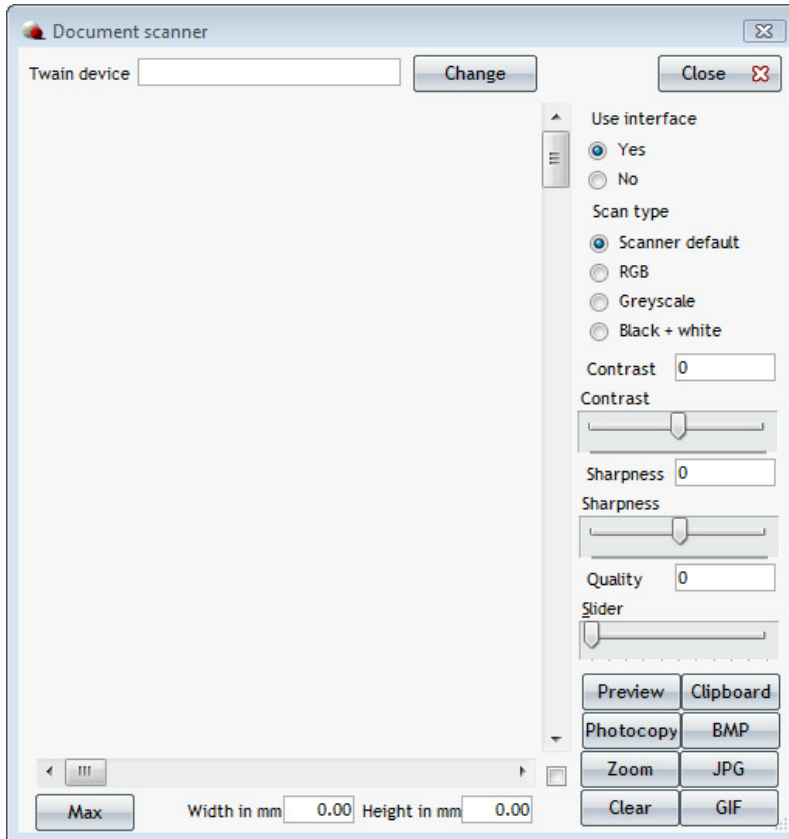 Document scanner
Twain device
Change
Close
Use interface
Yes
No
Scan type
Scanner default
RGB
Greyscale
Black + white
Contrast 0
Contrast
Sharpness 0
Sharpness
Quality 0
Slider
Preview Clipboard
Photocopy BMP
Zoom JPG
Clear GIF
Max Width in mm 0.00 Height in mm 0.00